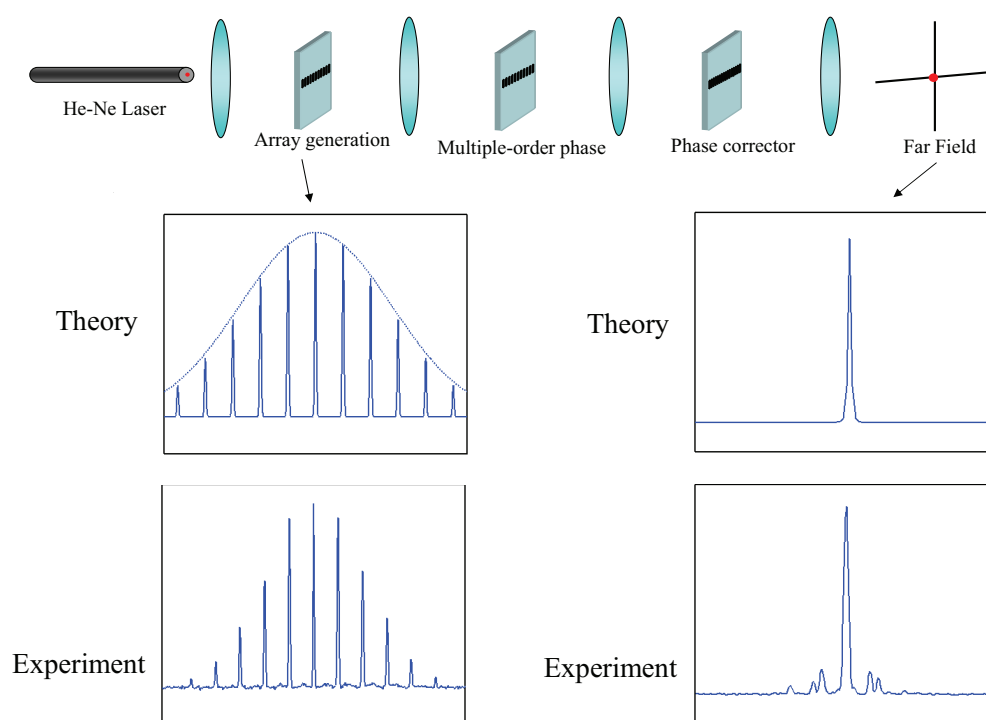 He-Ne Laser
Array generation
Multiple-order phase
Phase corrector
Far Field
Theory
Theory
Experiment
Experiment